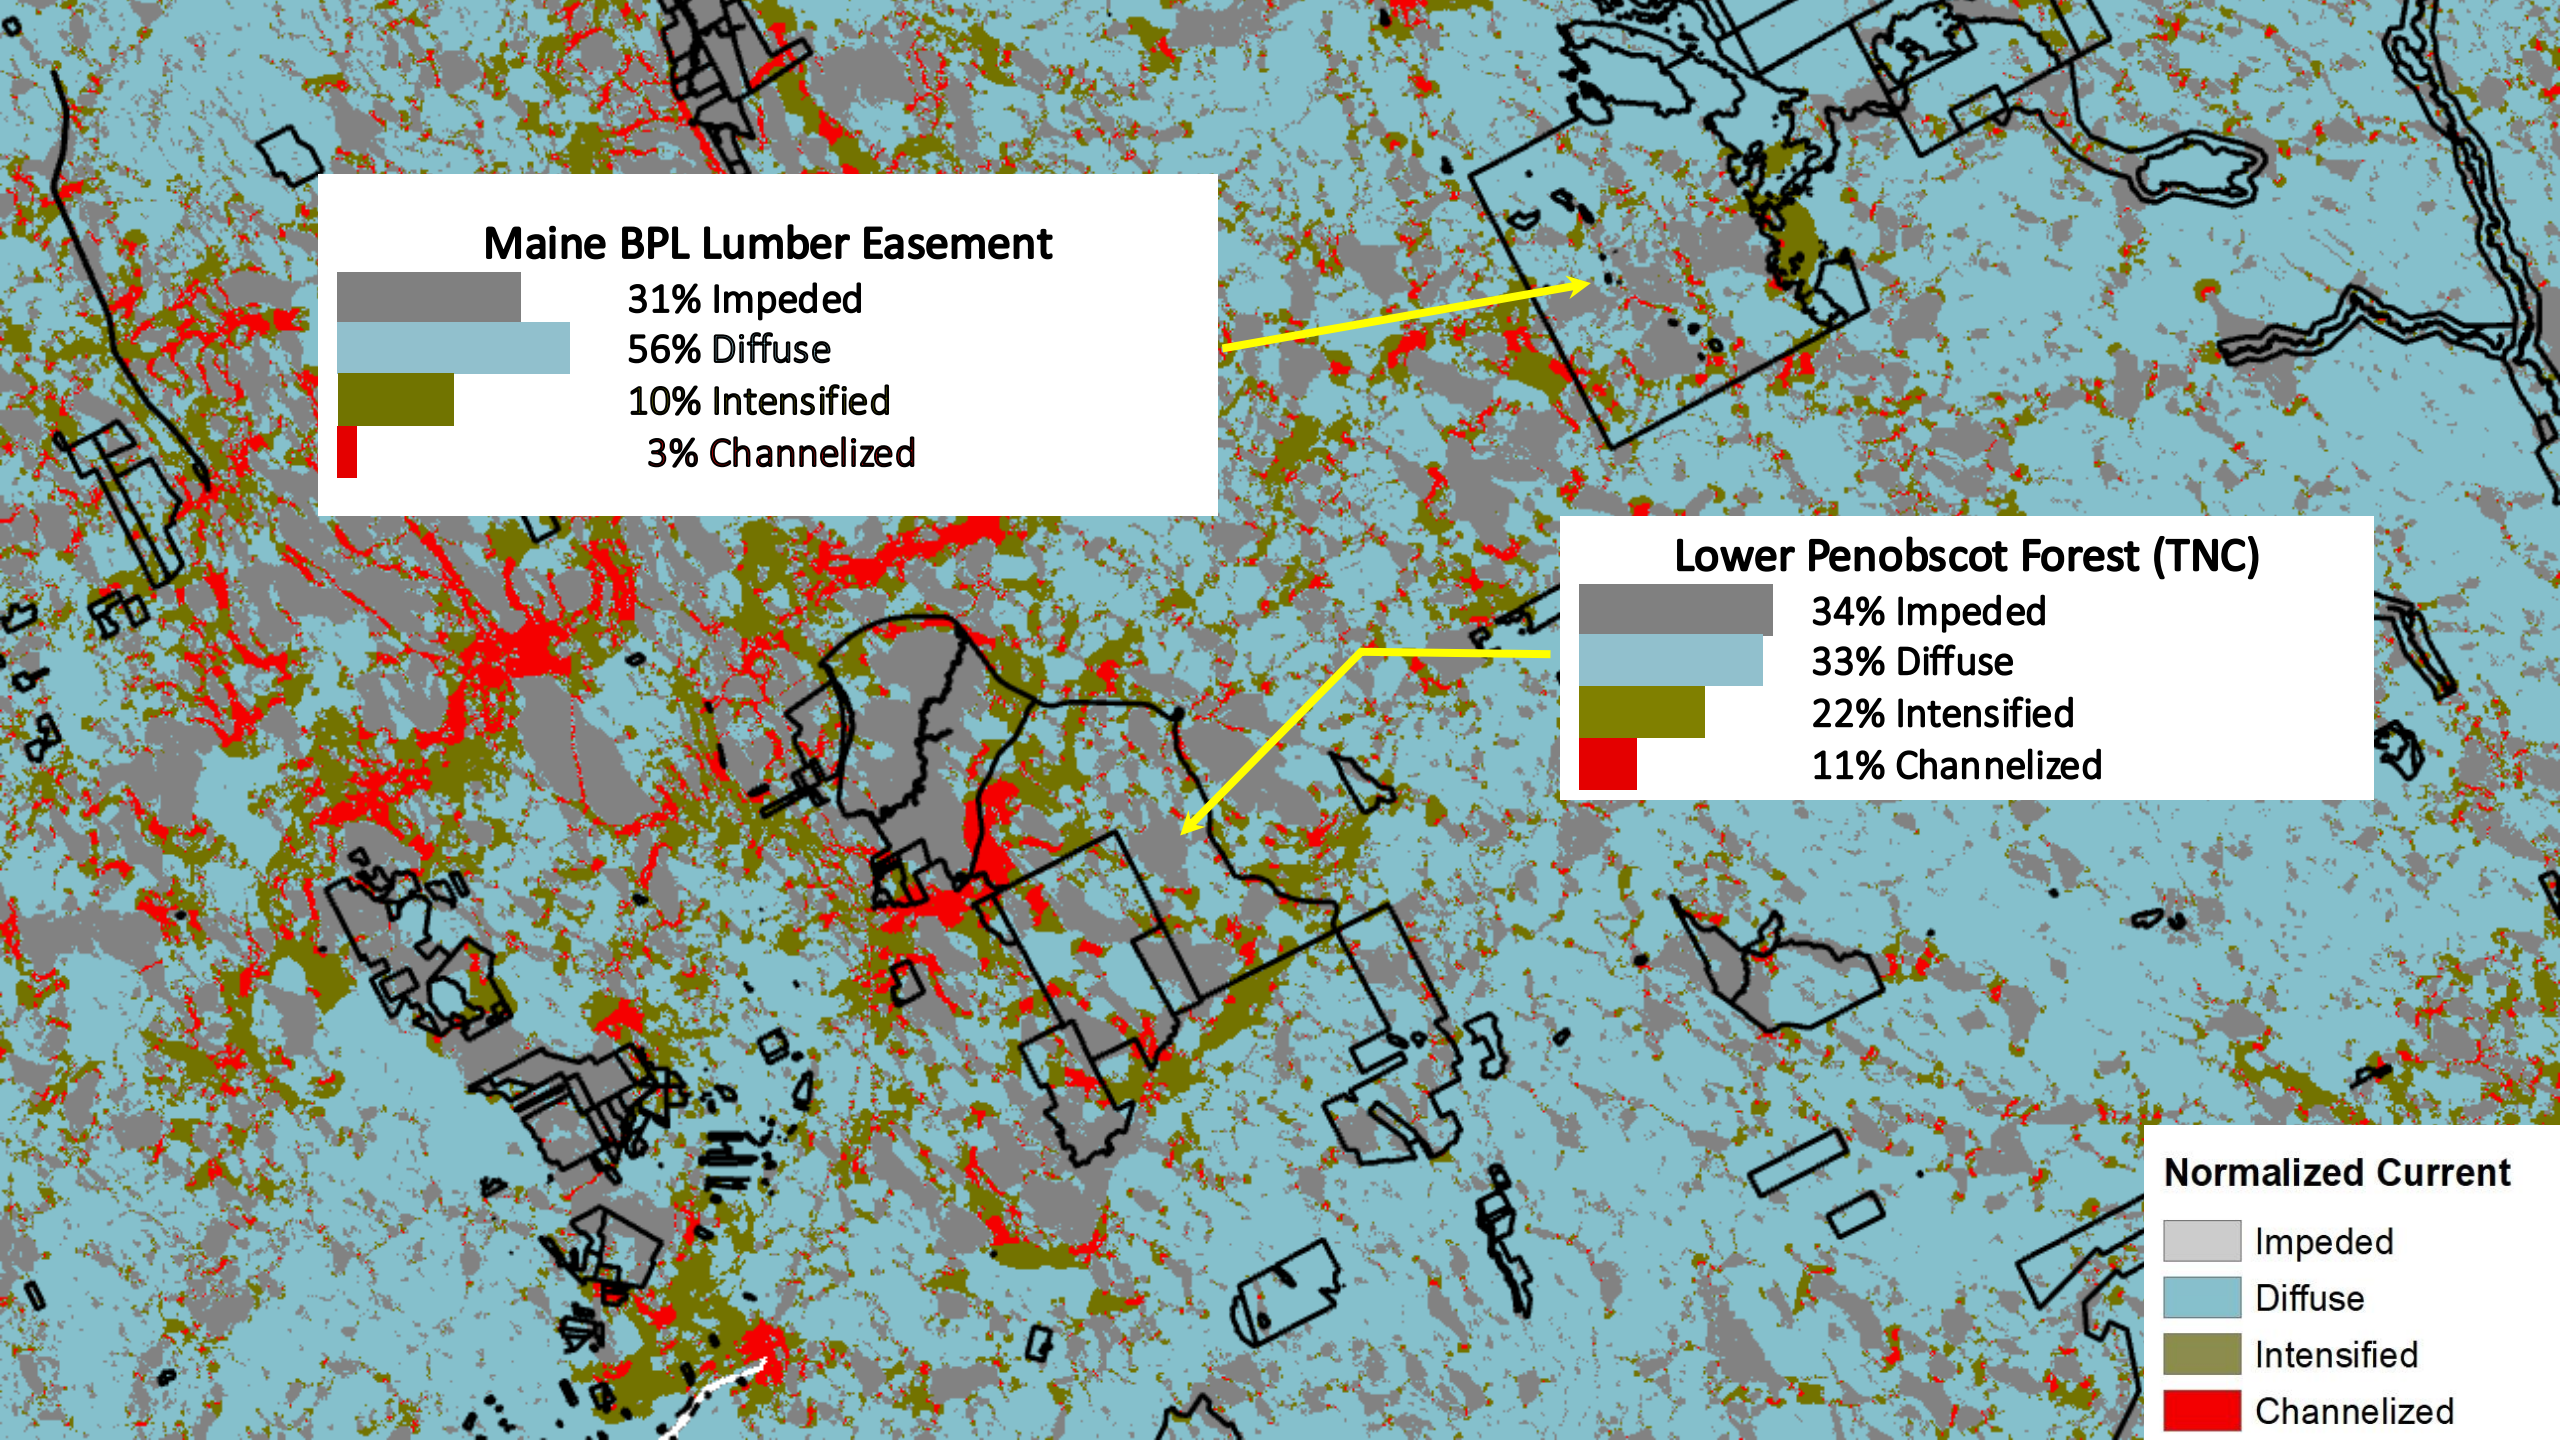 Maine BPL Lumber Easement
31% Impeded
56% Diffuse
10% Intensified
3% Channelized
Lower Penobscot Forest (TNC)
34% Impeded
33% Diffuse
22% Intensified
11% Channelized
Normalized Current
Impeded
Diffuse
Intensified
Channelized